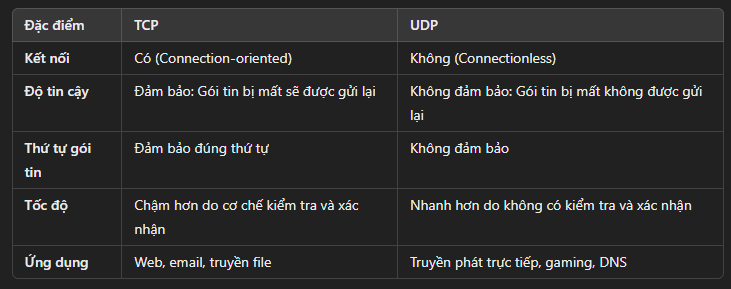 Đặc điểm TCP UDP
Kết nối Có (Connection-oriented) Không (Connectionless)
Độ tin cậy Đảm bảo: Gói tin bị mất sẽ được gửi lại Không đảm bảo: Gói tin bị mất không được gửi
lại
Thứ tự gói Đảm bảo đúng thứ tự Không đảm bảo
tin
Tốc độ Chậm hơn do cơ chế kiểm tra và xác Nhanh hơn do không có kiểm tra và xác nhận
nhận
Ứng dụng Web, email, truyền file Truyền phát trực tiếp, gaming, DNS